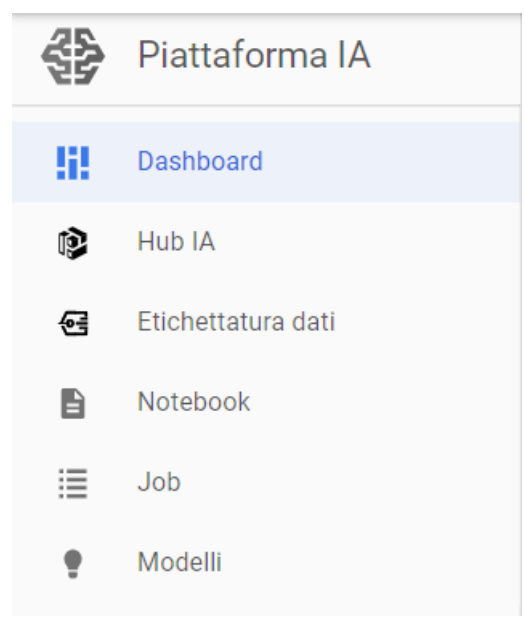 Piattaforma IA
Dashboard
Hub IA
Etichettatura dati
Notebook
Job
Modelli